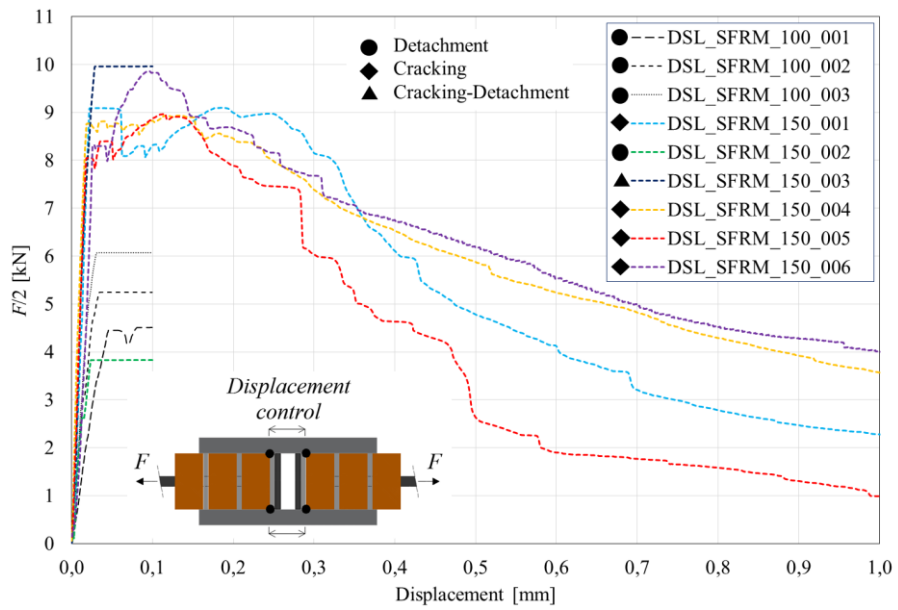 11
10
9
8
7
6
5
4
3
2
1
0
F/2 [kN]
Detachment
Cracking
Cracking-Detachment
DSL_SFRM_100_001
DSL_SFRM_100_002
DSL_SFRM_100_003
DSL_SFRM_150_001
DSL_SFRM_150_002
DSL_SFRM_150_003
DSL_SFRM_150_004
DSL_SFRM_150_005
DSL_SFRM_150_006
Displacement
control
F
F
0,0 0,1 0,2 0,3 0,4 0,5 0,6 0,7 0,8 0,9 1,0
Displacement [mm]